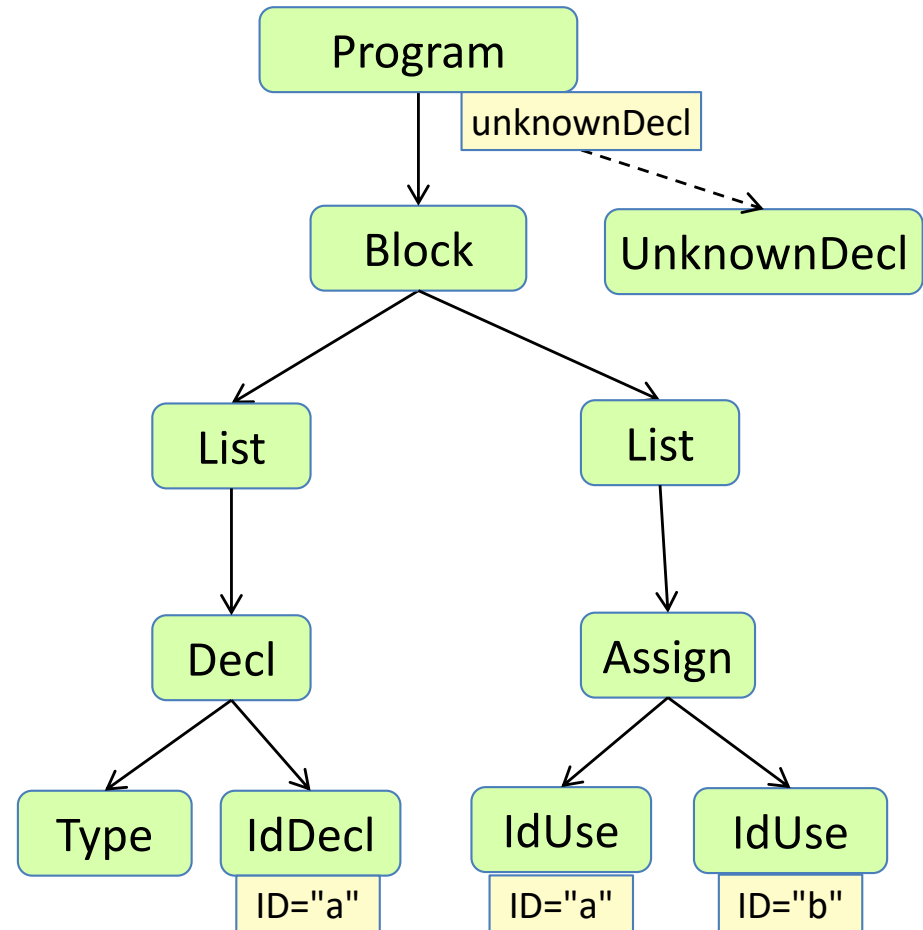 Program
unknownDecl
Block
UnknownDecl
List
List
Decl
Assign
Type
IdDecl
IdUse
IdUse
ID="a"
ID="a"
ID="b"